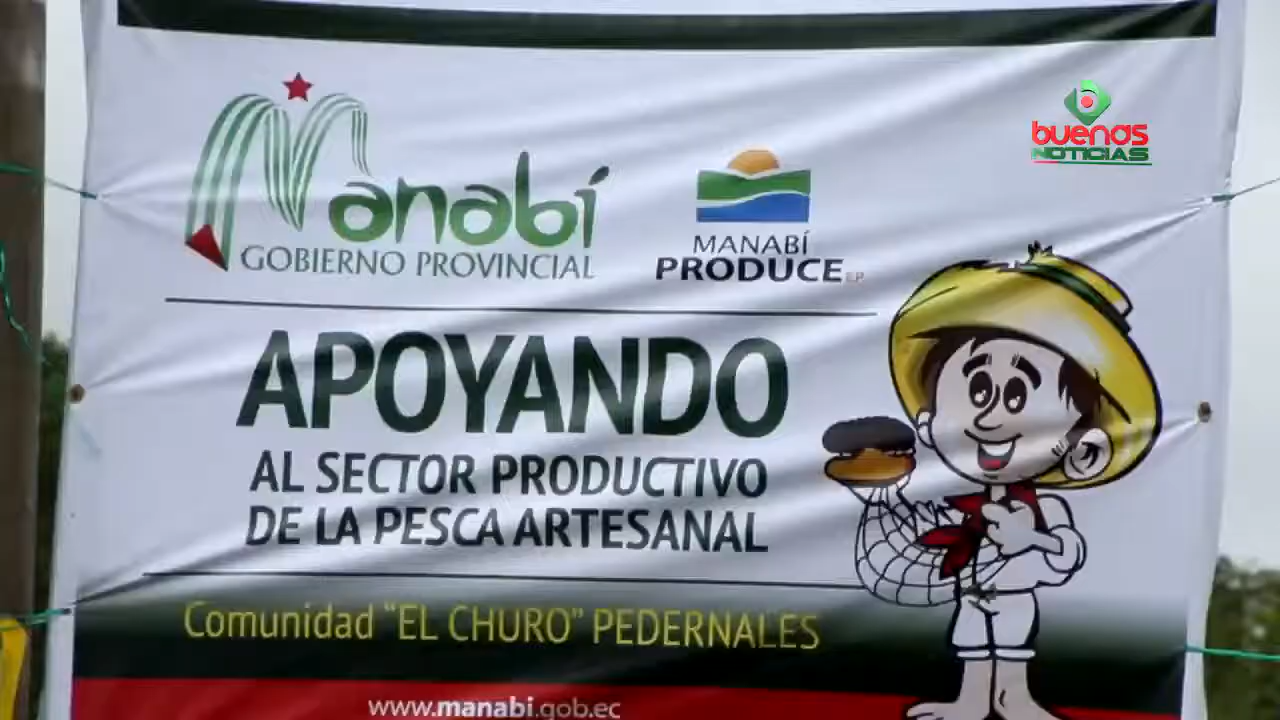 buenas
NOTICIAS
Manabí
GOBIERNO PROVINCIAL
MANABÍ
PRODUCE E.P.
APOYANDO
AL SECTOR PRODUCTIVO
DE LA PESCA ARTESANAL
Comunidad "EL CHURO" PEDERNALES
www.manabi.gob.ec